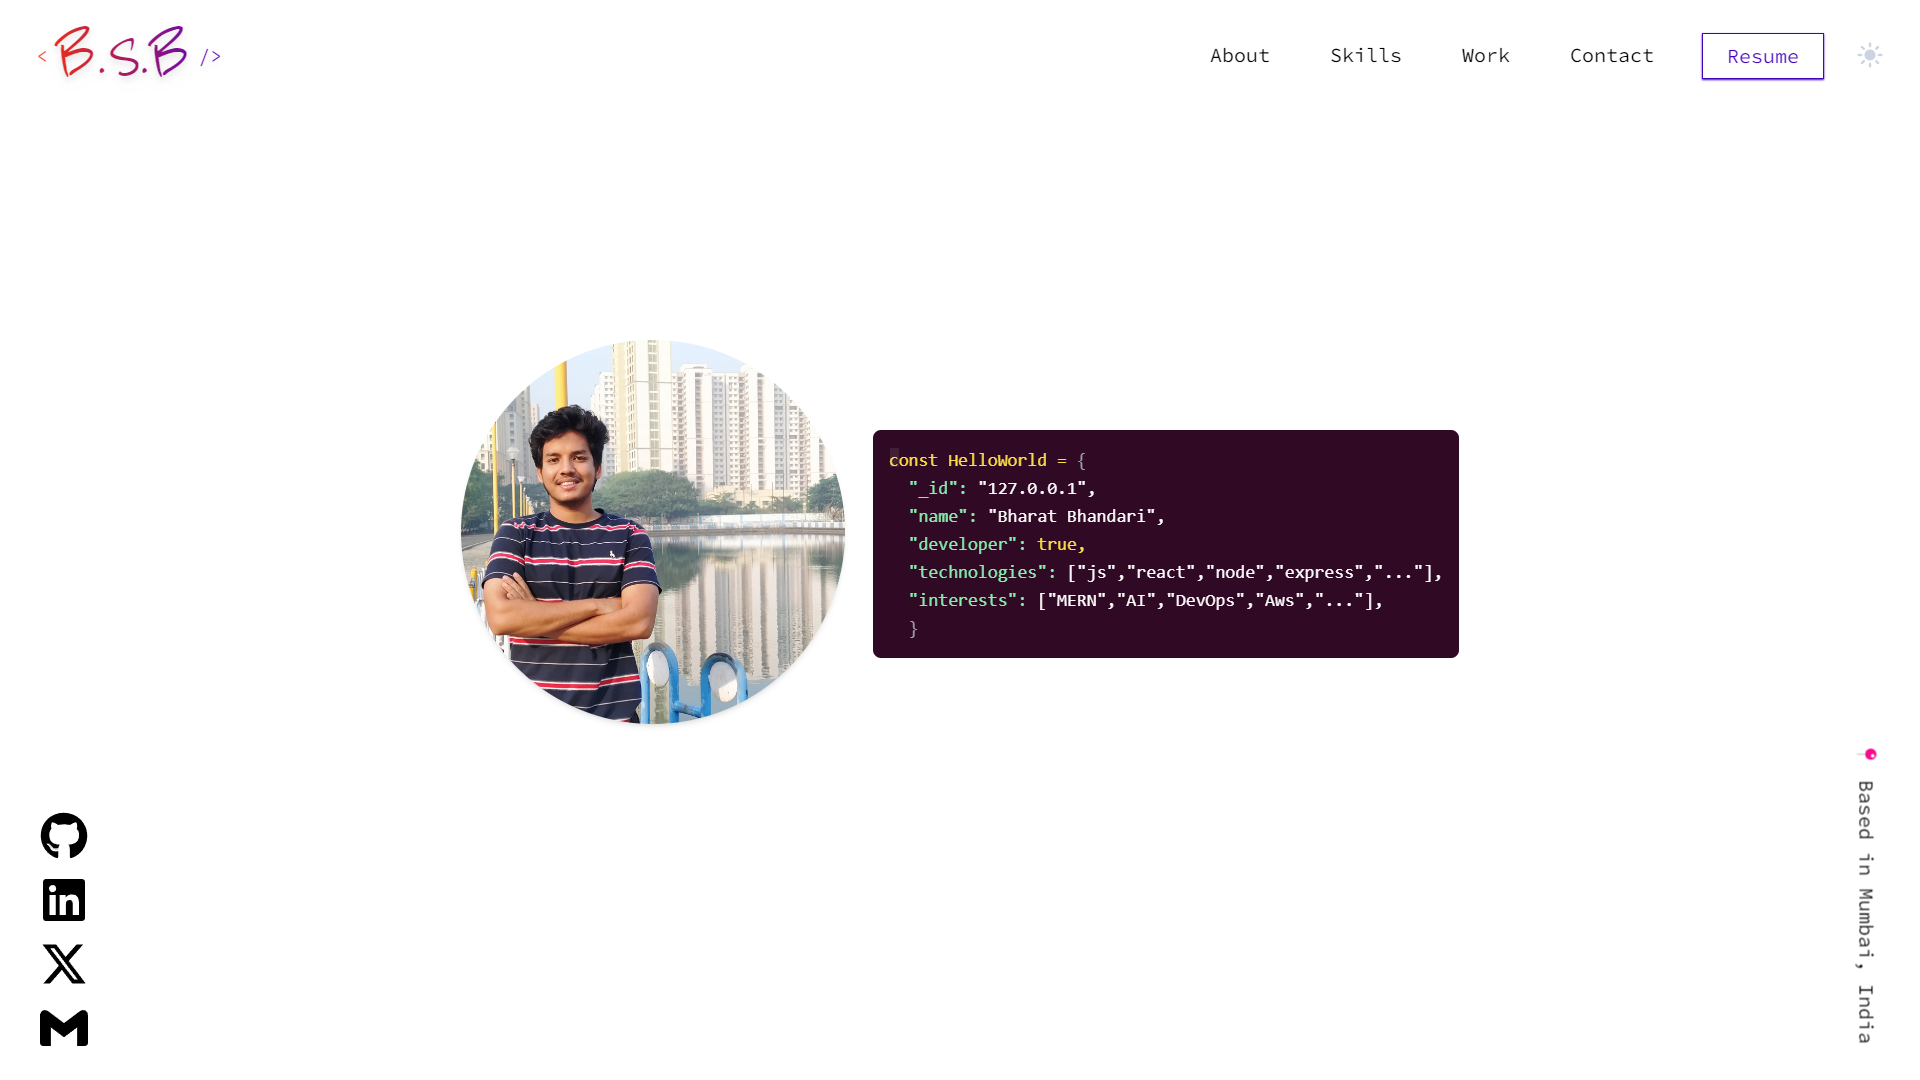 < B.S.B />
About Skills Work Contact Resume
const HelloWorld = {
"_id": "127.0.0.1",
"name": "Bharat Bhandari",
"developer": true,
"technologies": ["js","react","node","express","..."],
"interests": ["MERN","AI","DevOps","Aws","..."],
}
Based in Mumbai, India